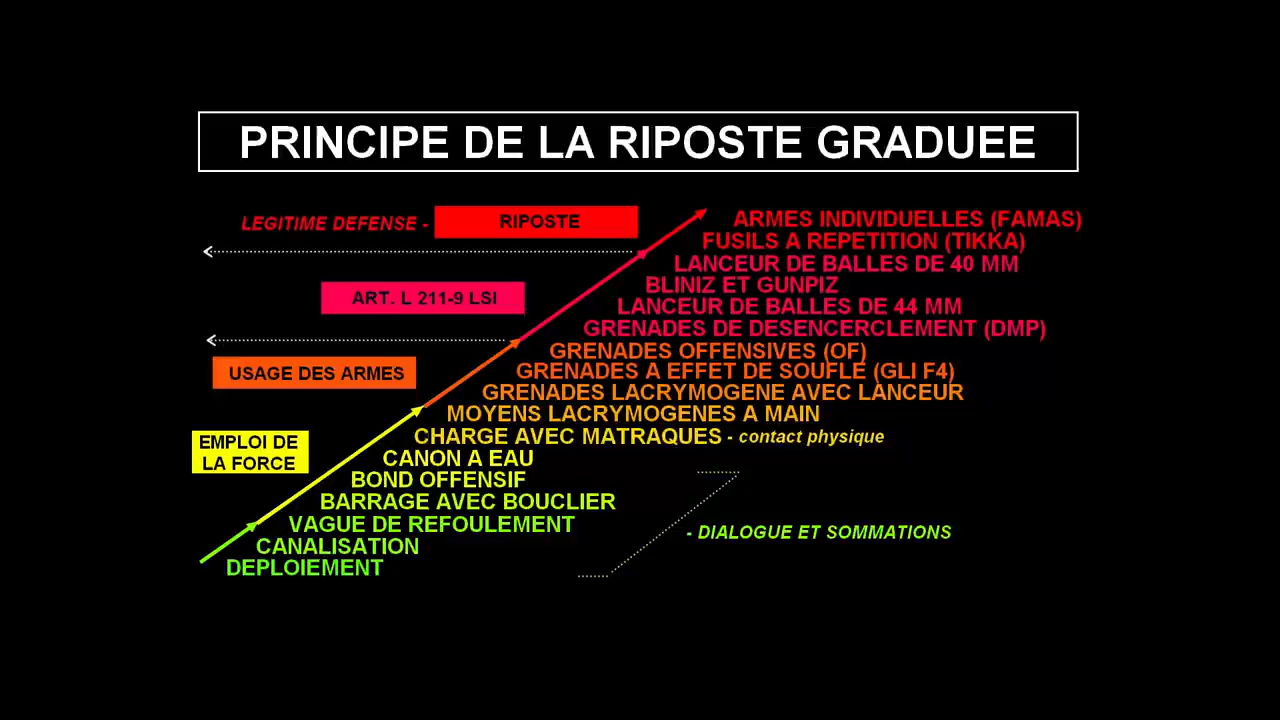 PRINCIPE DE LA RIPOSTE GRADUEE
LEGITIME DEFENSE - RIPOSTE
ARMES INDIVIDUELLES (FAMAS)
FUSILS A REPETITION (TIKKA)
LANCEUR DE BALLES DE 40 MM
BLINIZ ET GUNPIZ
ART. L 211-9 LSI
LANCEUR DE BALLES DE 44 MM
GRENADES DE DESENCERCLEMENT (DMP)
GRENADES OFFENSIVES (OF)
USAGE DES ARMES
GRENADES A EFFET DE SOUFLE (GLI F4)
GRENADES LACRYMOGENE AVEC LANCEUR
MOYENS LACRYMOGENES A MAIN
CHARGE AVEC MATRAQUES - contact physique
EMPLOI DE
LA FORCE
CANON A EAU
BOND OFFENSIF
BARRAGE AVEC BOUCLIER
VAGUE DE REFOULEMENT
- DIALOGUE ET SOMMATIONS
CANALISATION
DEPLOIEMENT